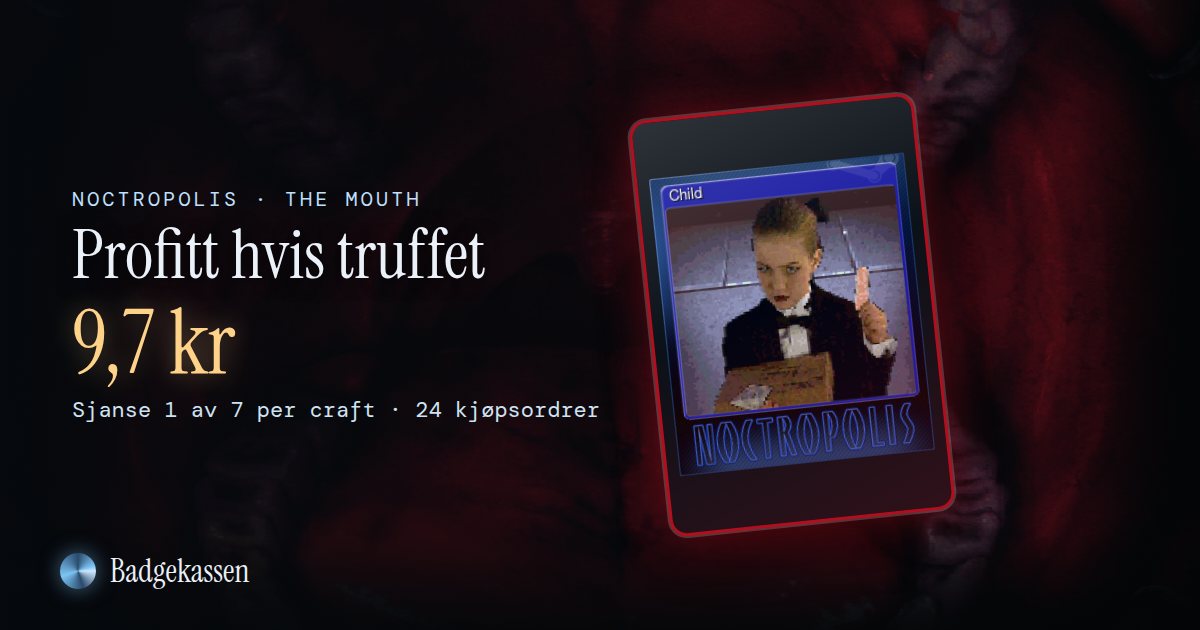 NOCTROPOLIS · THE MOUTH
Profitt hvis truffet
9,7 kr
Sjanse 1 av 7 per craft · 24 kjøpsordrer
Child
NOCTROPOLIS
Badgekassen